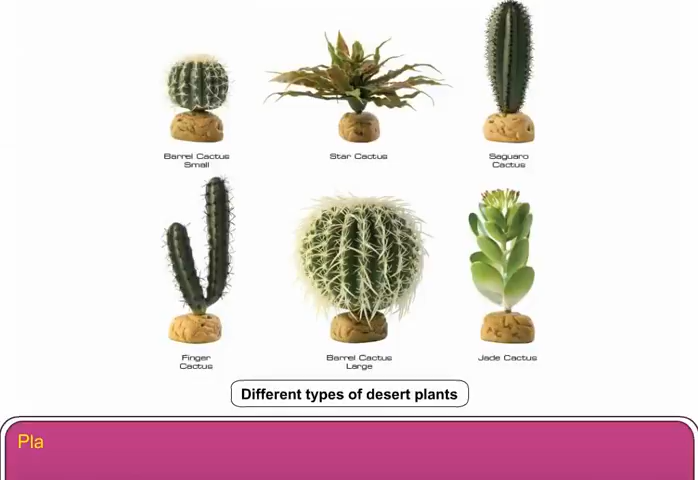 Barrel Cactus
Small
Star Cactus
Saguaro
Cactus
Finger
Cactus
Barrel Cactus
Large
Jade Cactus
Different types of desert plants
Pla